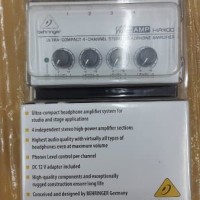 behringer
MICROAMP HA400
ULTRA-COMPACT 4-CHANNEL STEREO HEADPHONE AMPLIFIER
behringer
Ultra-compact headphone amplifier system for
studio and stage applications
4 independent stereo high-power amplifier sections
Highest audio quality with virtually all types of
headphones even at maximum volume
Phones Level control per channel
DC 12 V adapter included
High-quality components and exceptionally
rugged construction ensure long life
Conceived and designed by BEHRINGER Germany